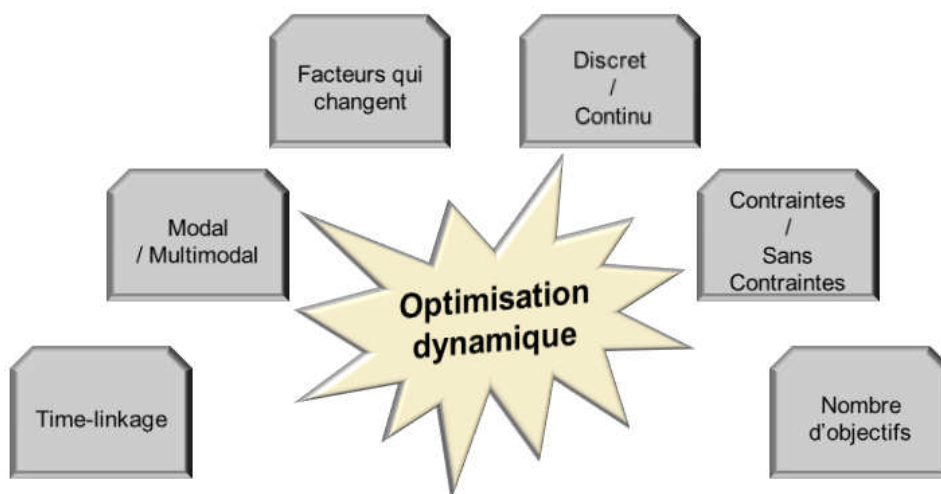 Facteurs qui
changent
Discret
/
Continu
Modal
/ Multimodal
Contraintes
/
Sans
Contraintes
Optimisation
dynamique
Time-linkage
Nombre
d'objectifs